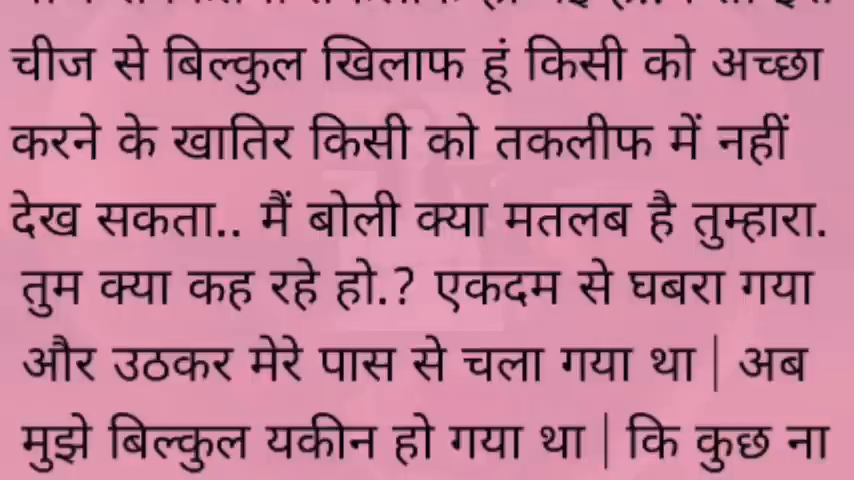 चीज से बिल्कुल खिलाफ हूं किसी को अच्छा
करने के खातिर किसी को तकलीफ में नहीं
देख सकता.. मैं बोली क्या मतलब है तुम्हारा.
तुम क्या कह रहे हो.? एकदम से घबरा गया
और उठकर मेरे पास से चला गया था | अब
मुझे बिल्कुल यकीन हो गया था | कि कुछ ना